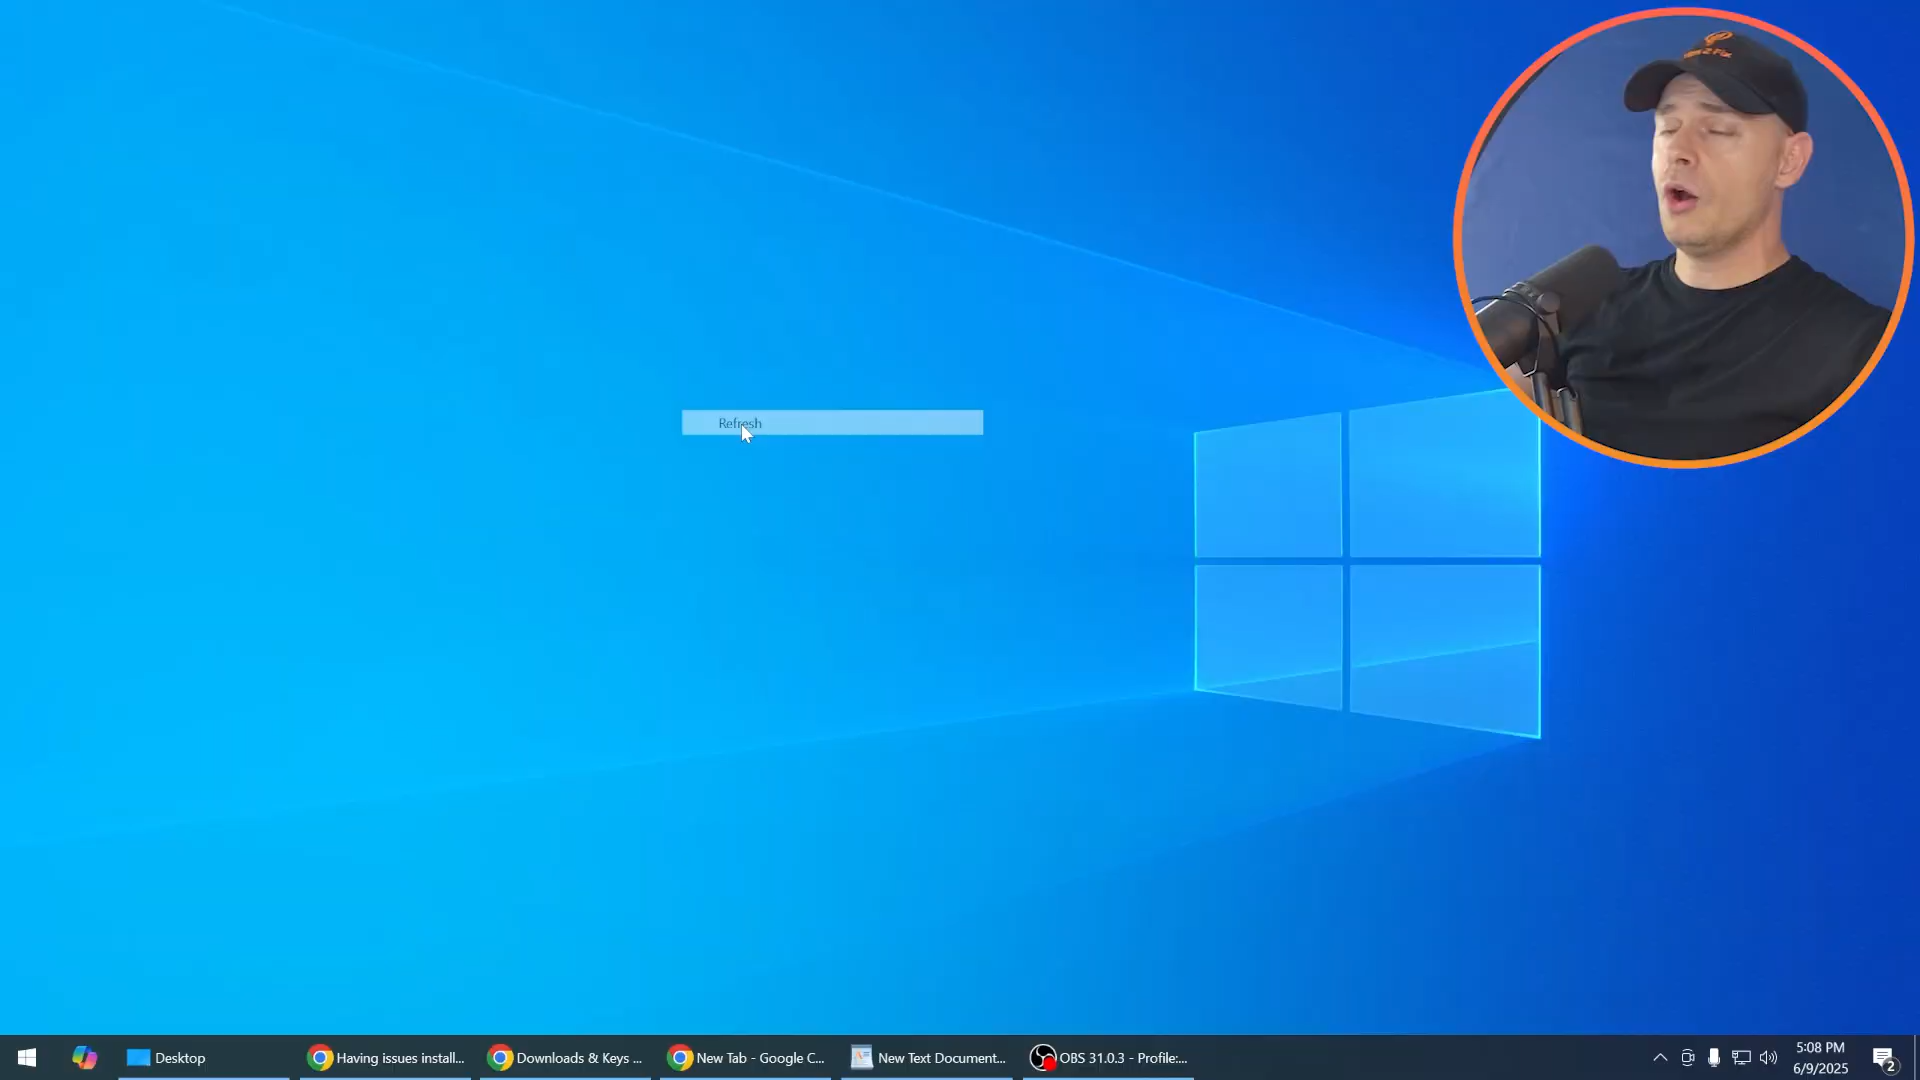 Refresh
Desktop
Having issues install...
Downloads & Keys ...
New Tab - Google C...
New Text Document...
OBS 31.0.3 - Profile:...
5:08 PM
6/9/2025
2